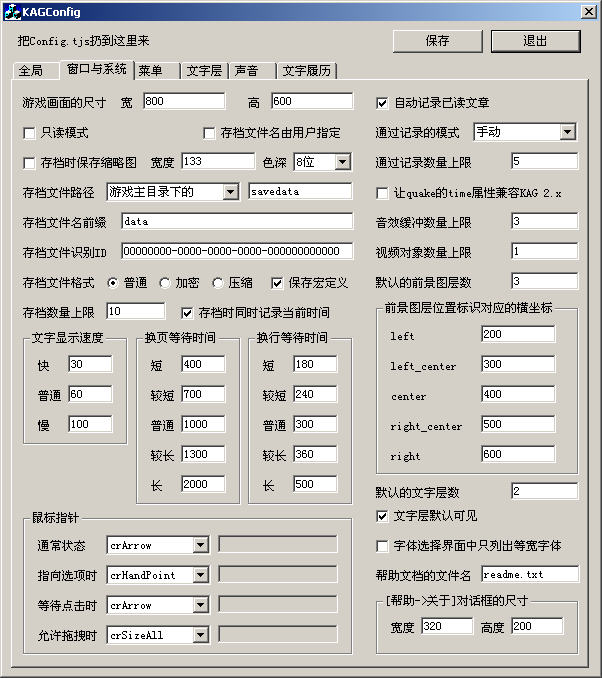 KAGConfig
把Config.tjs扔到这里来
保存
退出
全局
窗口与系统
菜单
文字层
声音
文字履历
游戏画面的尺寸 宽 800 高 600
只读模式
存档文件名由用户指定
存档时保存缩略图 宽度 133 色深 8位
存档文件路径 游戏主目录下的 savedata
存档文件名前缀 data
存档文件识别ID 00000000-0000-0000-0000-000000000000
存档文件格式 普通 加密 压缩 保存宏定义
存档数量上限 10 存档时同时记录当前时间
文字显示速度
快 30
普通 60
慢 100
换页等待时间
短 400
较短 700
普通 1000
较长 1300
长 2000
换行等待时间
短 180
较短 240
普通 300
较长 360
长 500
鼠标指针
通常状态 crArrow
指向选项时 crHandPoint
等待点击时 crArrow
允许拖拽时 crSizeAll
自动记录已读文章
通过记录的模式 手动
通过记录数量上限 5
让quake的time属性兼容KAG 2.x
音效缓冲数量上限 3
视频对象数量上限 1
默认的前景图层数 3
前景图层位置标识对应的横坐标
left 200
left_center 300
center 400
right_center 500
right 600
默认的文字层数 2
文字层默认可见
字体选择界面中只列出等宽字体
帮助文档的文件名 readme.txt
[帮助->关于]对话框的尺寸
宽度 320 高度 200